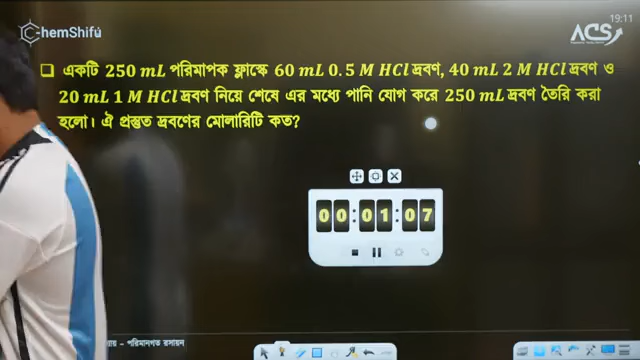 ChemShifu
19:11
ACS
একটি 250 mL পরিমাপক ফ্লাস্কে 60 mL 0.5 M HCl দ্রবণ, 40 mL 2 M HCl দ্রবণ ও
20 mL 1 M HCl দ্রবণ নিয়ে শেষে এর মধ্যে পানি যোগ করে 250 mL দ্রবণ তৈরি করা
হলো। ঐ প্রস্তুত দ্রবণের মোলারিটি কত?
00:01:07
- পরিমাণগত রসায়ন